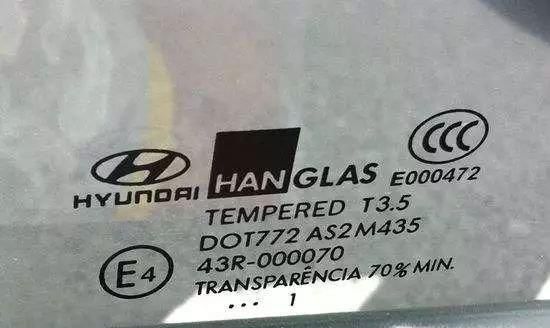 CCC
HYUNDAI HANGLAS E000472
TEMPERED T3.5
DOT772 AS2 M435
E4 43R-000070
TRANSPARÊNCIA 70% MIN.
... 1